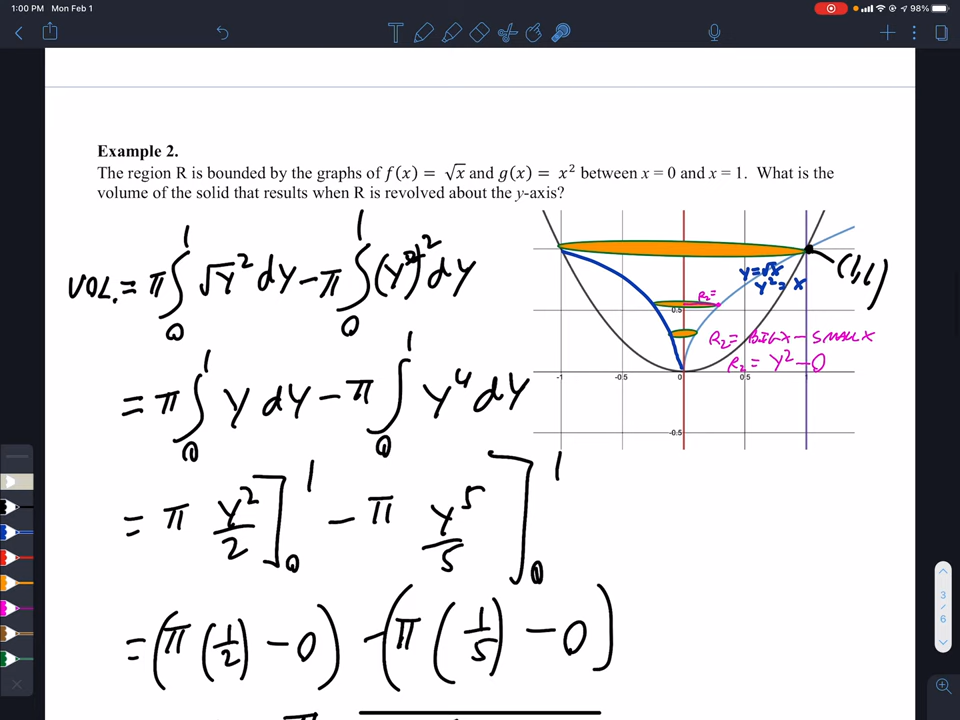 1:00 PM Mon Feb 1
98%
Example 2.
The region R is bounded by the graphs of f(x) = √x and g(x) = x² between x = 0 and x = 1. What is the
volume of the solid that results when R is revolved about the y-axis?
VOL. = π ∫₀¹ √y² dy - π ∫₀¹ (y²)² dy
= π ∫₀¹ y dy - π ∫₀¹ y⁴ dy
= π y²/2 ]₀¹ - π y⁵/5 ]₀¹
= (π (1/2) - 0) - (π (1/5) - 0)
(1,1)
y=√x
y² = x
R₂=
R₂ = BIG X - SMALL X
R₂ = y² - 0
0.5
-1 -0.5 0 0.5 1
-0.5
3
/
6